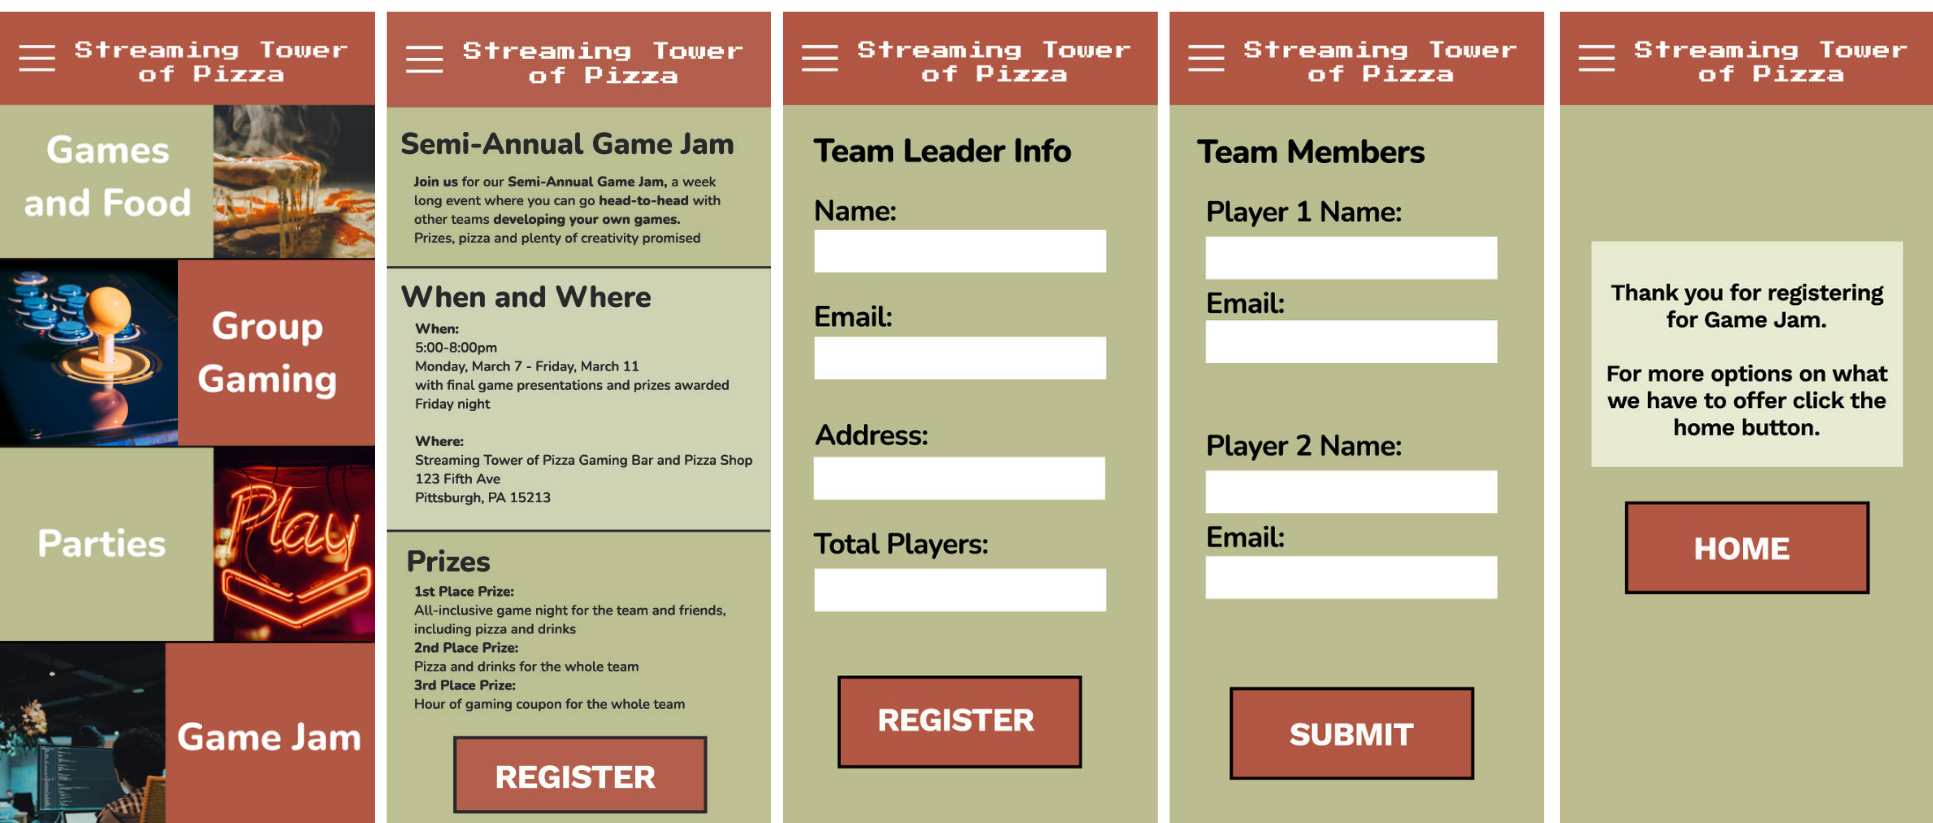 Streaming Tower
of Pizza
Games
and Food
Group
Gaming
Play
Parties
Game Jam
Streaming Tower
of Pizza
Semi-Annual Game Jam
Join us for our Semi-Annual Game Jam, a week
long event where you can go head-to-head with
other teams developing your own games.
Prizes, pizza and plenty of creativity promised
When and Where
When:
5:00-8:00pm
Monday, March 7 - Friday, March 11
with final game presentations and prizes awarded
Friday night
Where:
Streaming Tower of Pizza Gaming Bar and Pizza Shop
123 Fifth Ave
Pittsburgh, PA 15213
Prizes
1st Place Prize:
All-inclusive game night for the team and friends,
including pizza and drinks
2nd Place Prize:
Pizza and drinks for the whole team
3rd Place Prize:
Hour of gaming coupon for the whole team
REGISTER
Streaming Tower
of Pizza
Team Leader Info
Name:
Email:
Address:
Total Players:
REGISTER
Streaming Tower
of Pizza
Team Members
Player 1 Name:
Email:
Player 2 Name:
Email:
SUBMIT
Streaming Tower
of Pizza
Thank you for registering
for Game Jam.
For more options on what
we have to offer click the
home button.
HOME